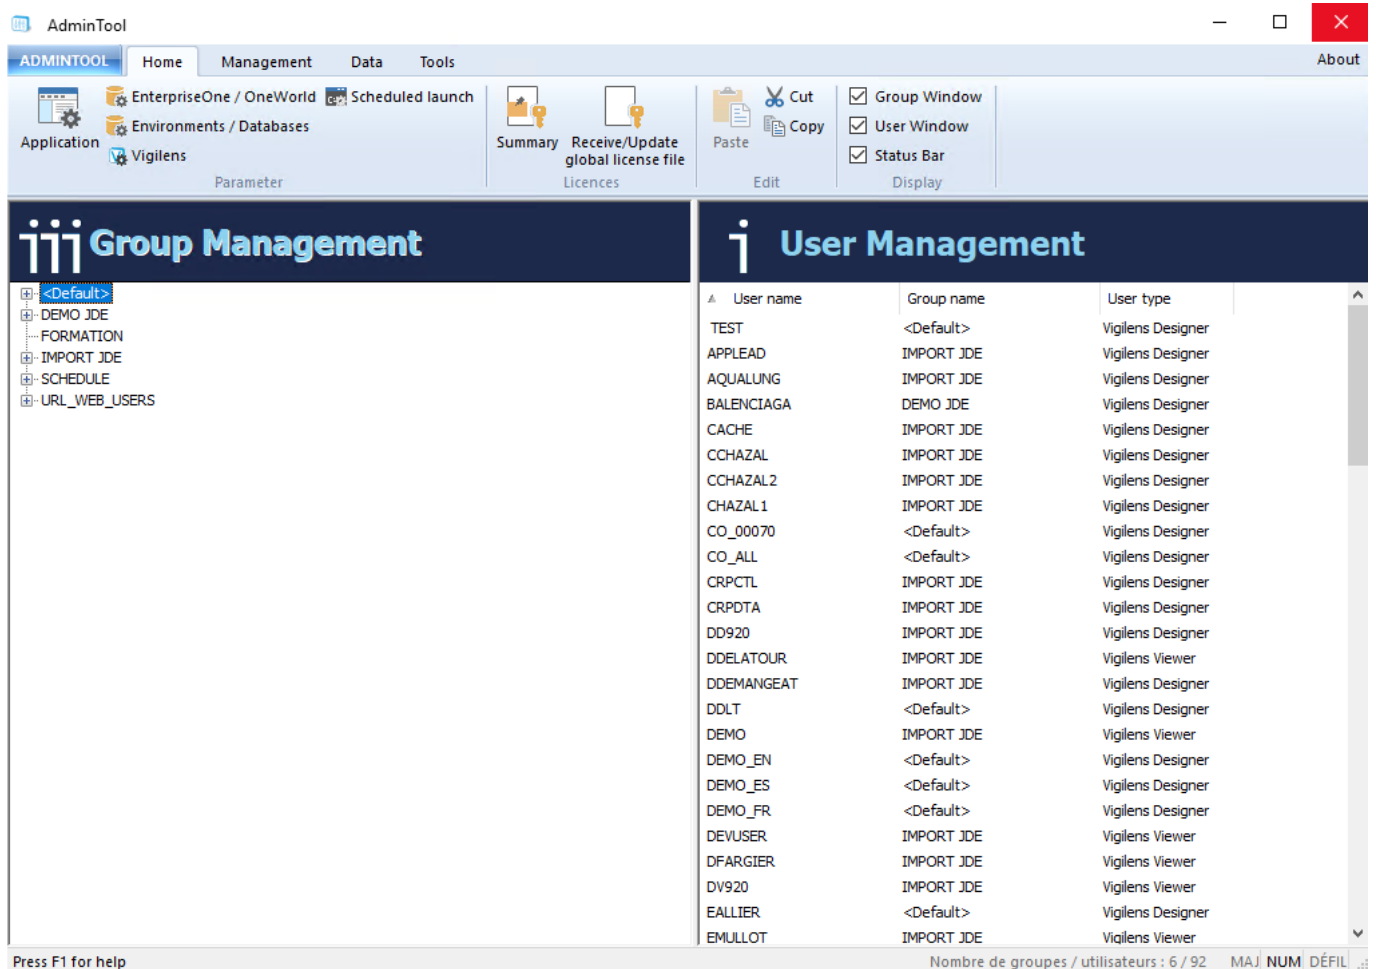 AdminTool
ADMINTOOL Home Management Data Tools About
Application
EnterpriseOne / OneWorld Scheduled launch
Environments / Databases
Vigilens
Parameter
Summary Receive/Update
global license file
Licences
Paste Cut
Copy
Edit
Group Window
User Window
Status Bar
Display
Group Management
<Default>
DEMO JDE
FORMATION
IMPORT JDE
SCHEDULE
URL_WEB_USERS
User Management
User name Group name User type
TEST <Default> Vigilens Designer
APPLEAD IMPORT JDE Vigilens Designer
AQUALUNG IMPORT JDE Vigilens Designer
BALENCIAGA DEMO JDE Vigilens Designer
CACHE IMPORT JDE Vigilens Designer
CCHAZAL IMPORT JDE Vigilens Designer
CCHAZAL2 IMPORT JDE Vigilens Designer
CHAZAL1 IMPORT JDE Vigilens Designer
CO_00070 <Default> Vigilens Designer
CO_ALL <Default> Vigilens Designer
CRPCTL IMPORT JDE Vigilens Designer
CRPDTA IMPORT JDE Vigilens Designer
DD920 IMPORT JDE Vigilens Designer
DDELATOUR IMPORT JDE Vigilens Viewer
DDEMANGEAT IMPORT JDE Vigilens Designer
DDLT <Default> Vigilens Designer
DEMO IMPORT JDE Vigilens Viewer
DEMO_EN <Default> Vigilens Designer
DEMO_ES <Default> Vigilens Designer
DEMO_FR <Default> Vigilens Designer
DEVUSER IMPORT JDE Vigilens Viewer
DFARGIER IMPORT JDE Vigilens Viewer
DV920 IMPORT JDE Vigilens Viewer
EALLIER <Default> Vigilens Designer
EMULLOT IMPORT JDE Vigilens Viewer
Press F1 for help Nombre de groupes / utilisateurs : 6 / 92 MAJ NUM DÉFIL